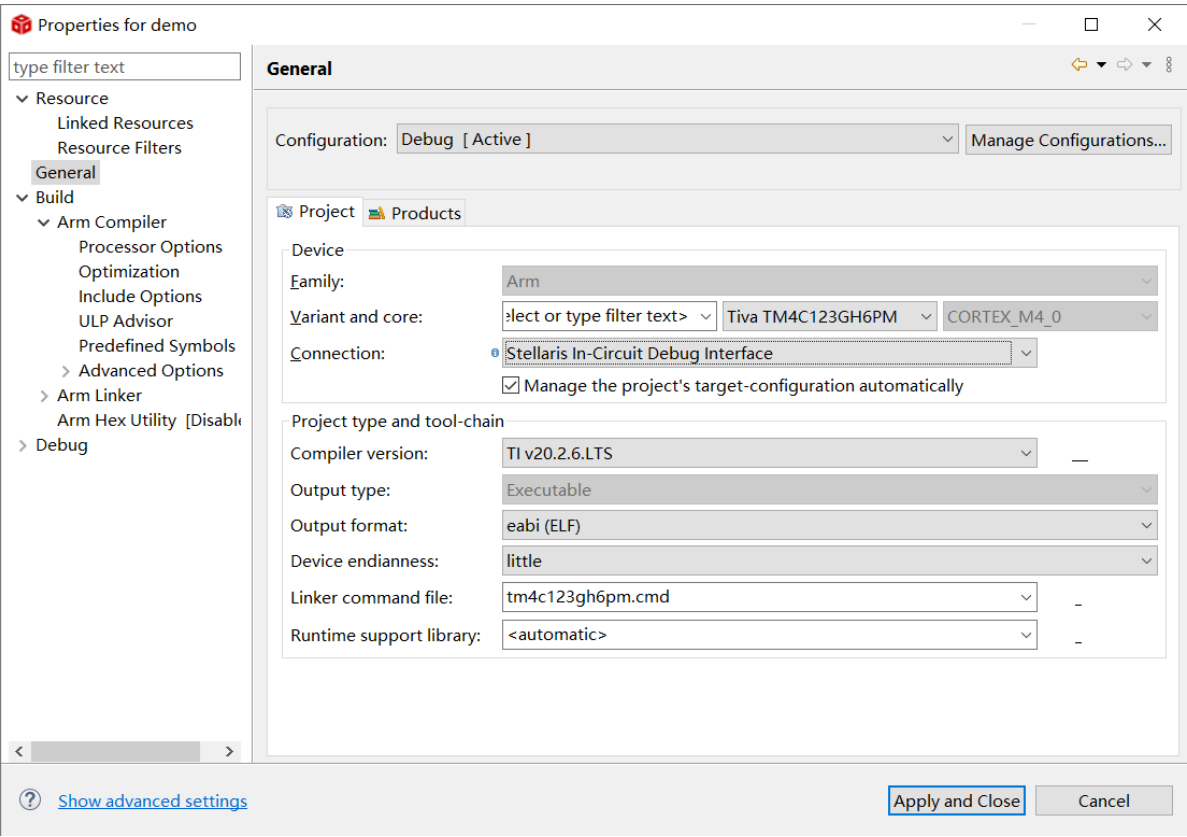 Properties for demo
type filter text
General
Resource
Linked Resources
Resource Filters
General
Build
Arm Compiler
Processor Options
Optimization
Include Options
ULP Advisor
Predefined Symbols
Advanced Options
Arm Linker
Arm Hex Utility [Disable
Debug
Configuration: Debug [ Active ] Manage Configurations...
Project Products
Device
Family: Arm
Variant and core: elect or type filter text> Tiva TM4C123GH6PM CORTEX_M4_0
Connection: Stellaris In-Circuit Debug Interface
Manage the project's target-configuration automatically
Project type and tool-chain
Compiler version: TI v20.2.6.LTS
Output type: Executable
Output format: eabi (ELF)
Device endianness: little
Linker command file: tm4c123gh6pm.cmd
Runtime support library: <automatic>
Show advanced settings
Apply and Close Cancel